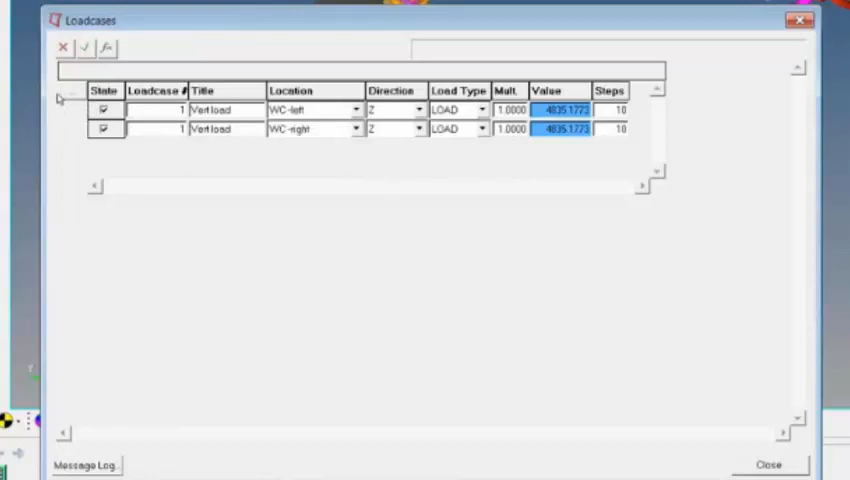 Loadcases
State Loadcase # Title Location Direction Load Type Mult. Value Steps
1 Vert load WC-left Z LOAD 1.0000 4835.1773 10
1 Vert load WC-right Z LOAD 1.0000 4835.1773 10
Message Log... Close